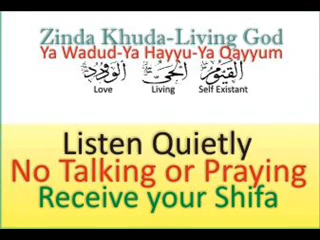 Zinda Khuda-Living God
Ya Wadud-Ya Hayyu-Ya Qayyum
الودود الحي القيوم
Love Living Self Existant
Listen Quietly
No Talking or Praying
Receive your Shifa